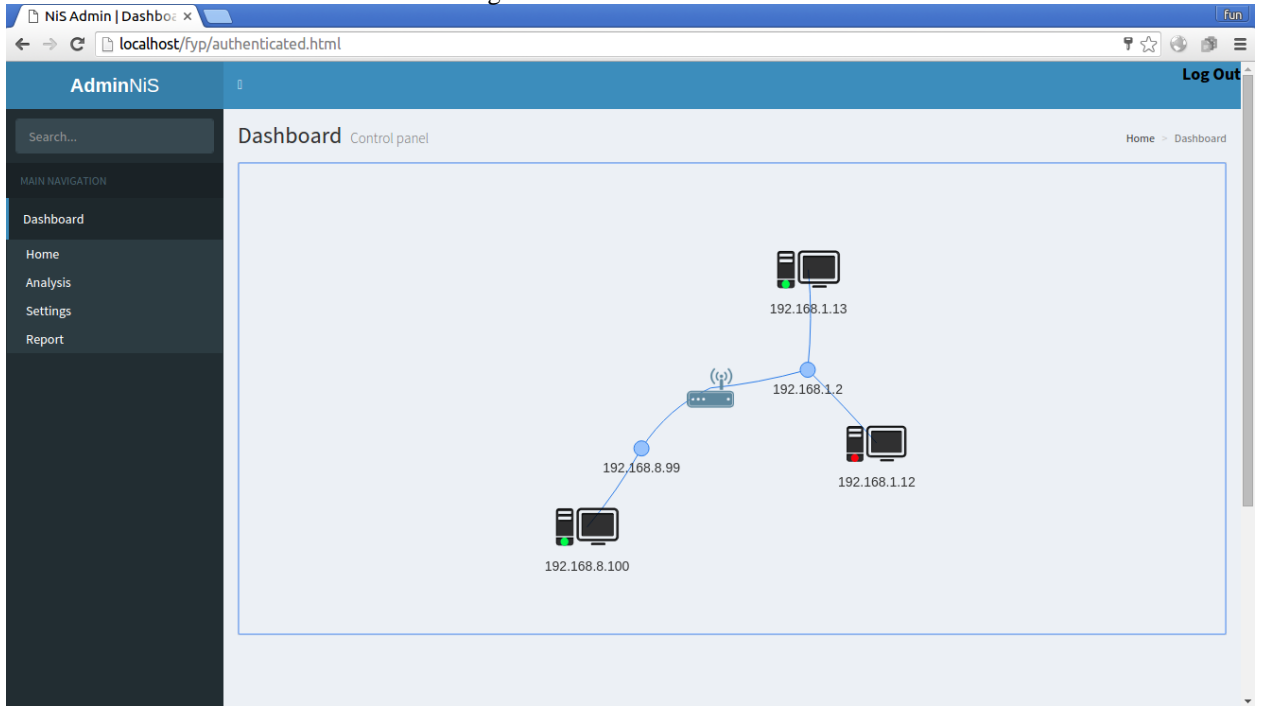 NiS Admin | Dashboa
fun
localhost/fyp/authenticated.html
AdminNiS
Log Out
Search...
Dashboard Control panel
Home > Dashboard
MAIN NAVIGATION
Dashboard
Home
Analysis
Settings
Report
192.168.1.13
192.168.1.2
192.168.8.99
192.168.1.12
192.168.8.100